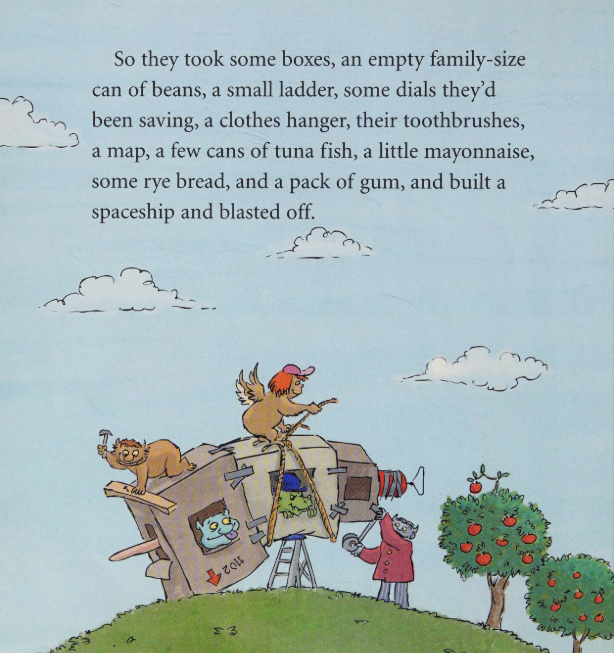 So they took some boxes, an empty family-size
can of beans, a small ladder, some dials they'd
been saving, a clothes hanger, their toothbrushes,
a map, a few cans of tuna fish, a little mayonnaise,
some rye bread, and a pack of gum, and built a
spaceship and blasted off.